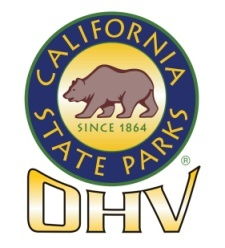 CALIFORNIA
SINCE 1864
STATE PARKS
®
OHV